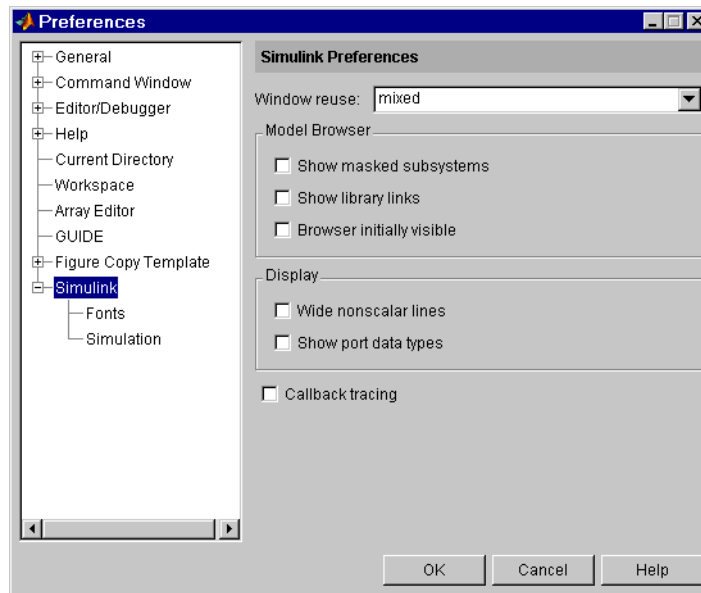 Preferences
General
Command Window
Editor/Debugger
Help
Current Directory
Workspace
Array Editor
GUIDE
Figure Copy Template
Simulink
Fonts
Simulation
Simulink Preferences
Window reuse: mixed
Model Browser
Show masked subsystems
Show library links
Browser initially visible
Display
Wide nonscalar lines
Show port data types
Callback tracing
OK Cancel Help